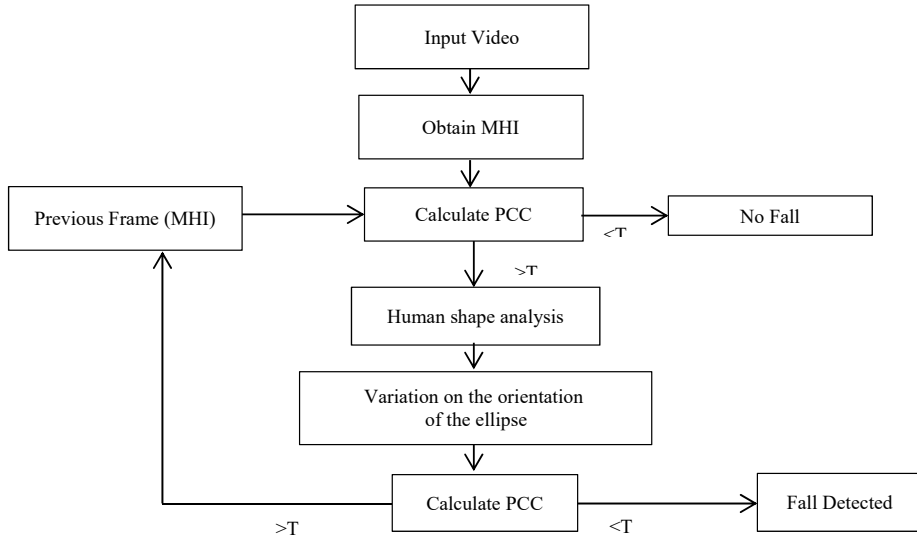 Input Video
Obtain MHI
Previous Frame (MHI)
Calculate PCC
No Fall
<T
>T
Human shape analysis
Variation on the orientation
of the ellipse
Calculate PCC
Fall Detected
>T
<T